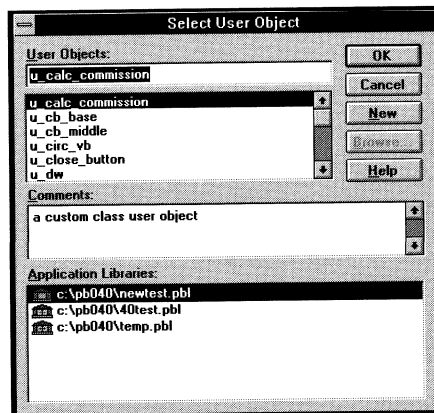 Select User Object
User Objects:
u_calc_commission
u_calc_commission
u_cb_base
u_cb_middle
u_circ_vb
u_close_button
u_dw
OK
Cancel
New
Browse...
Help
Comments:
a custom class user object
Application Libraries:
c:\pb040\newtest.pbl
c:\pb040\40test.pbl
c:\pb040\temp.pbl